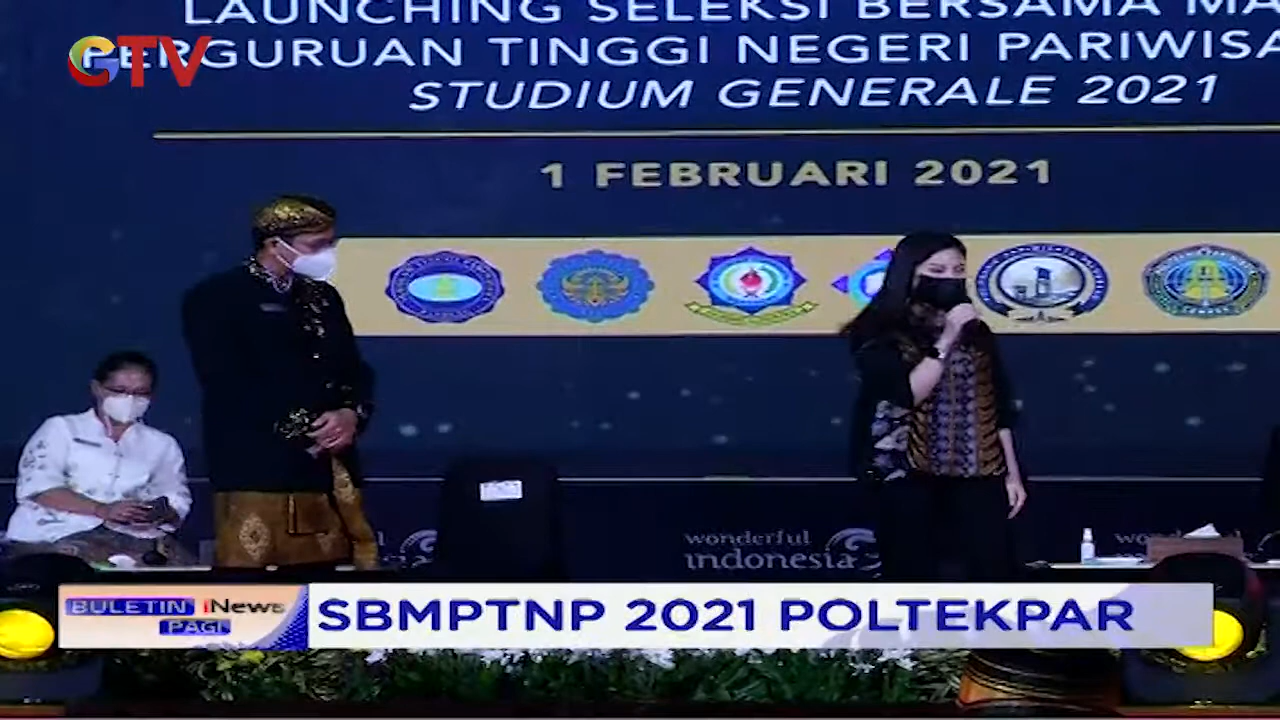 LAUNCHING SELEKSI BERSAMA MA
PERGURUAN TINGGI NEGERI PARIWISA
STUDIUM GENERALE 2021
GTV
1 FEBRUARI 2021
wonderful
indonesia
BULETIN iNews
PAGI
SBMPTNP 2021 POLTEKPAR